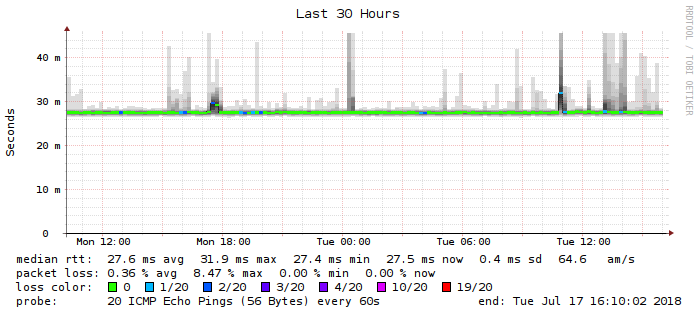 Last 30 Hours
RRDTOOL / TOBI OETIKER
Seconds
40 m
30 m
20 m
10 m
0
Mon 12:00 Mon 18:00 Tue 00:00 Tue 06:00 Tue 12:00
median rtt: 27.6 ms avg 31.9 ms max 27.4 ms min 27.5 ms now 0.4 ms sd 64.6 am/s
packet loss: 0.36 % avg 8.47 % max 0.00 % min 0.00 % now
loss color: 0 1/20 2/20 3/20 4/20 10/20 19/20
probe: 20 ICMP Echo Pings (56 Bytes) every 60s end: Tue Jul 17 16:10:02 2018